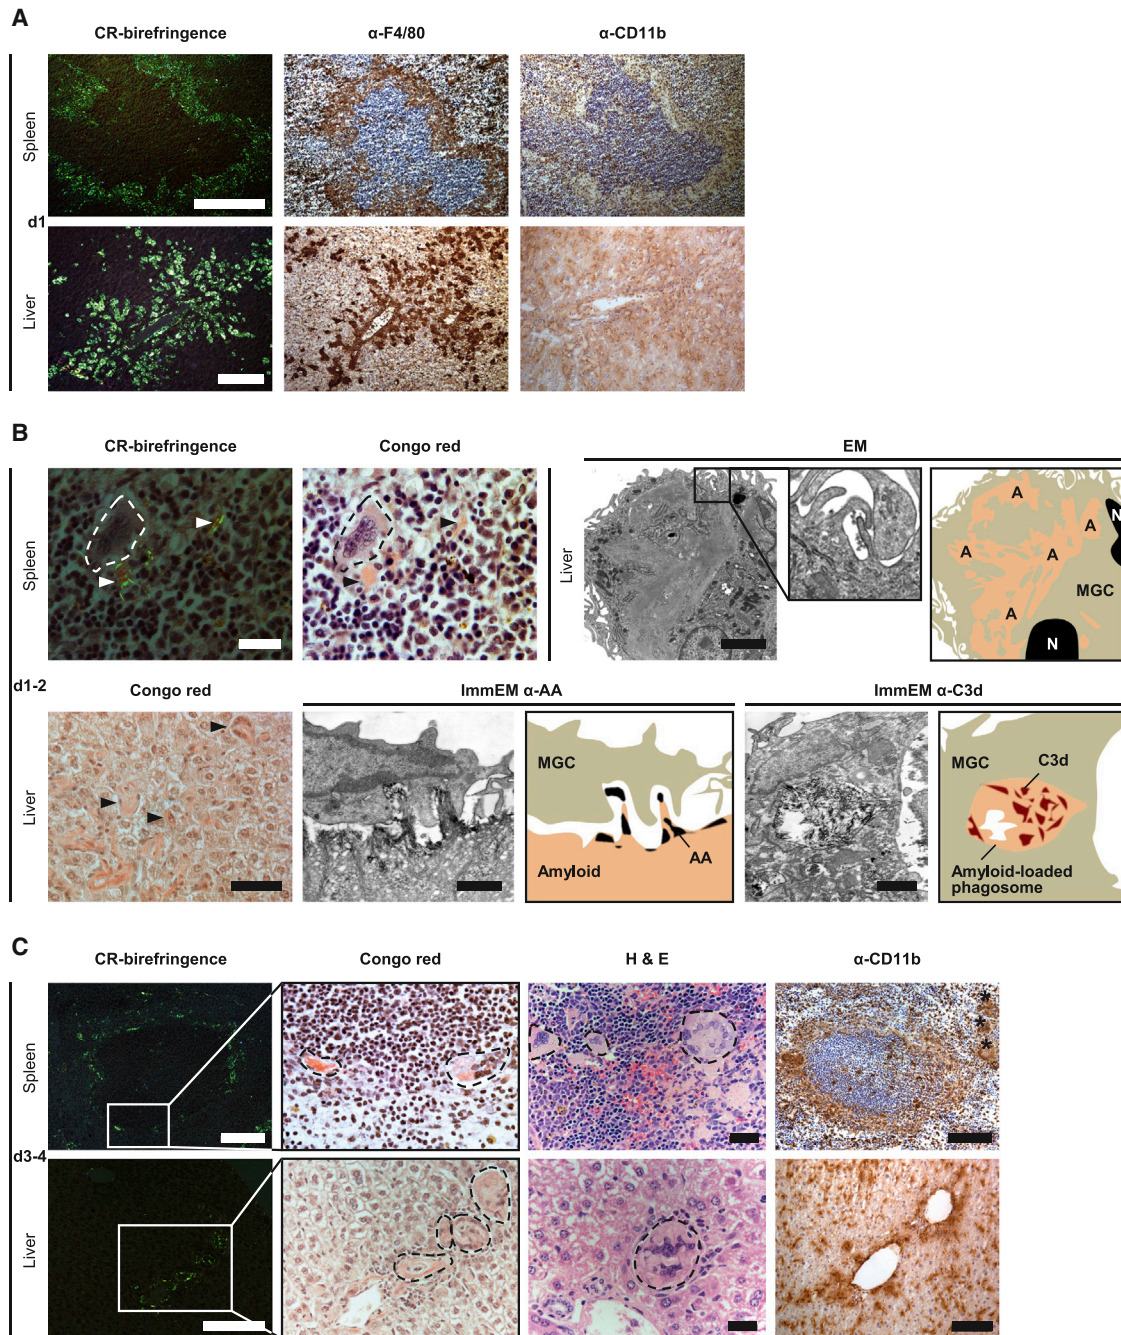 A
CR-birefringence
α-F4/80
α-CD11b
Spleen
d1
Liver
B
CR-birefringence
Congo red
EM
Spleen
Liver
A
A
A
A
A
N
MGC
N
d1-2
Congo red
ImmEM α-AA
ImmEM α-C3d
Liver
MGC
Amyloid
AA
MGC
C3d
Amyloid-loaded
phagosome
C
CR-birefringence
Congo red
H & E
α-CD11b
Spleen
*
*
*
d3-4
Liver